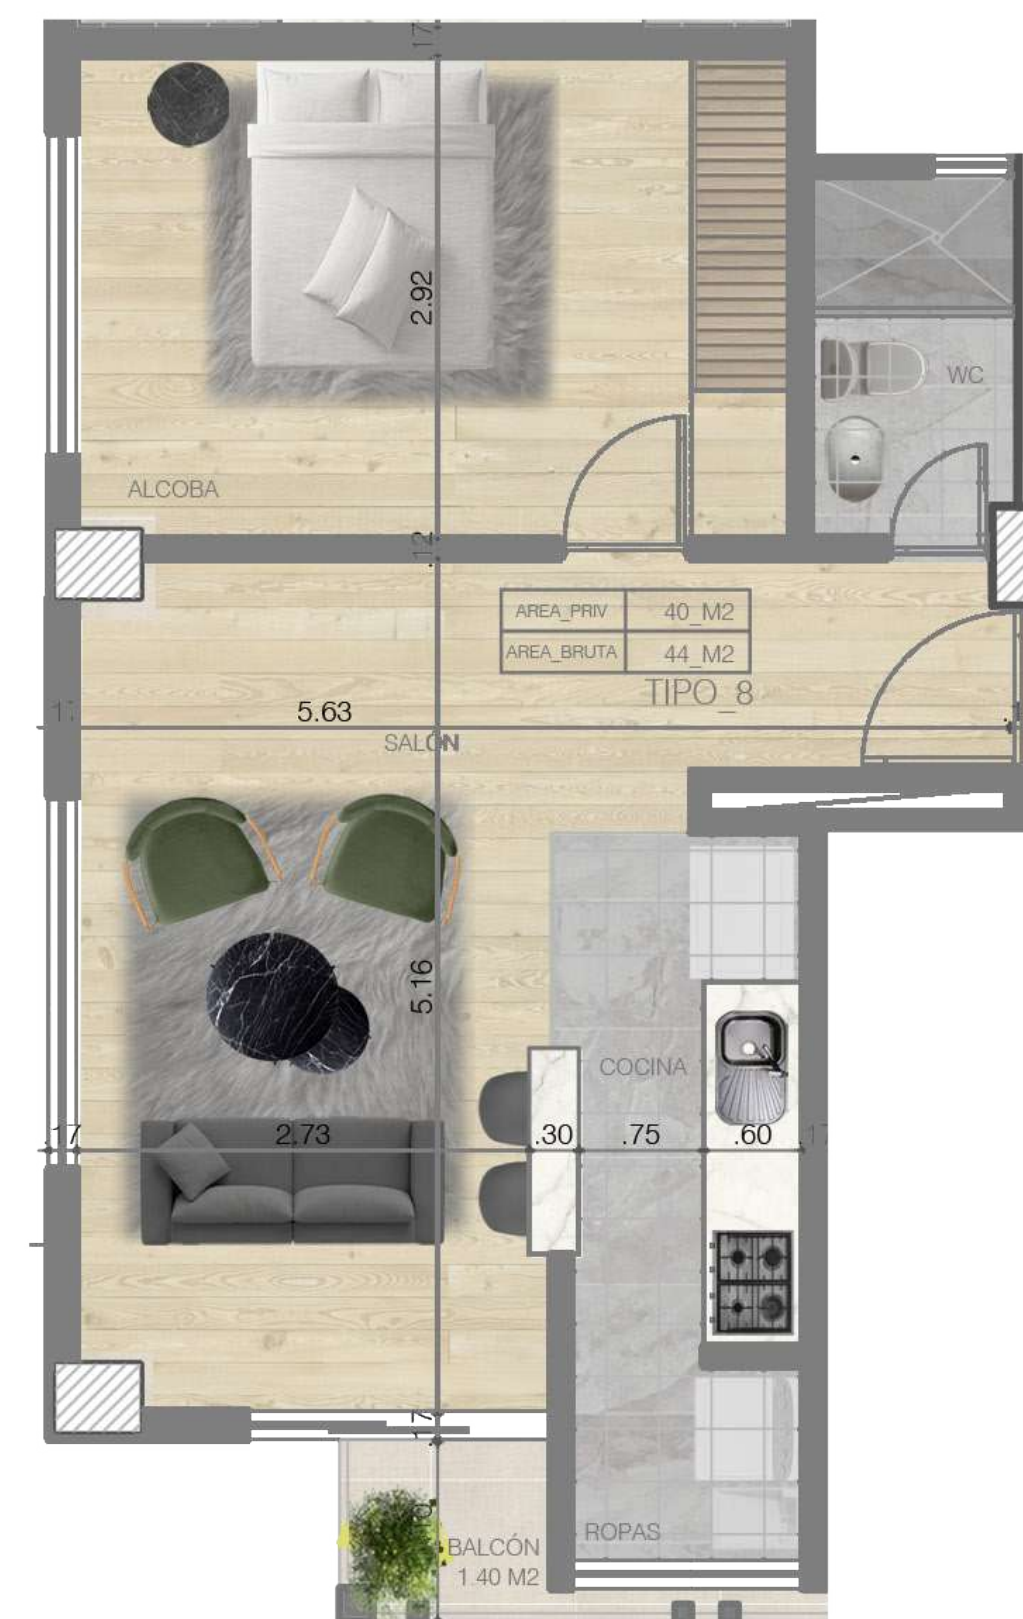 .17
2.92
WC
ALCOBA
.12
AREA_PRIV 40_M2
AREA_BRUTA 44_M2
TIPO_8
5.63
SALÓN
5.16
COCINA
.17 2.73 .30 .75 .60 .17
.17
ROPAS
BALCÓN
1.40 M2